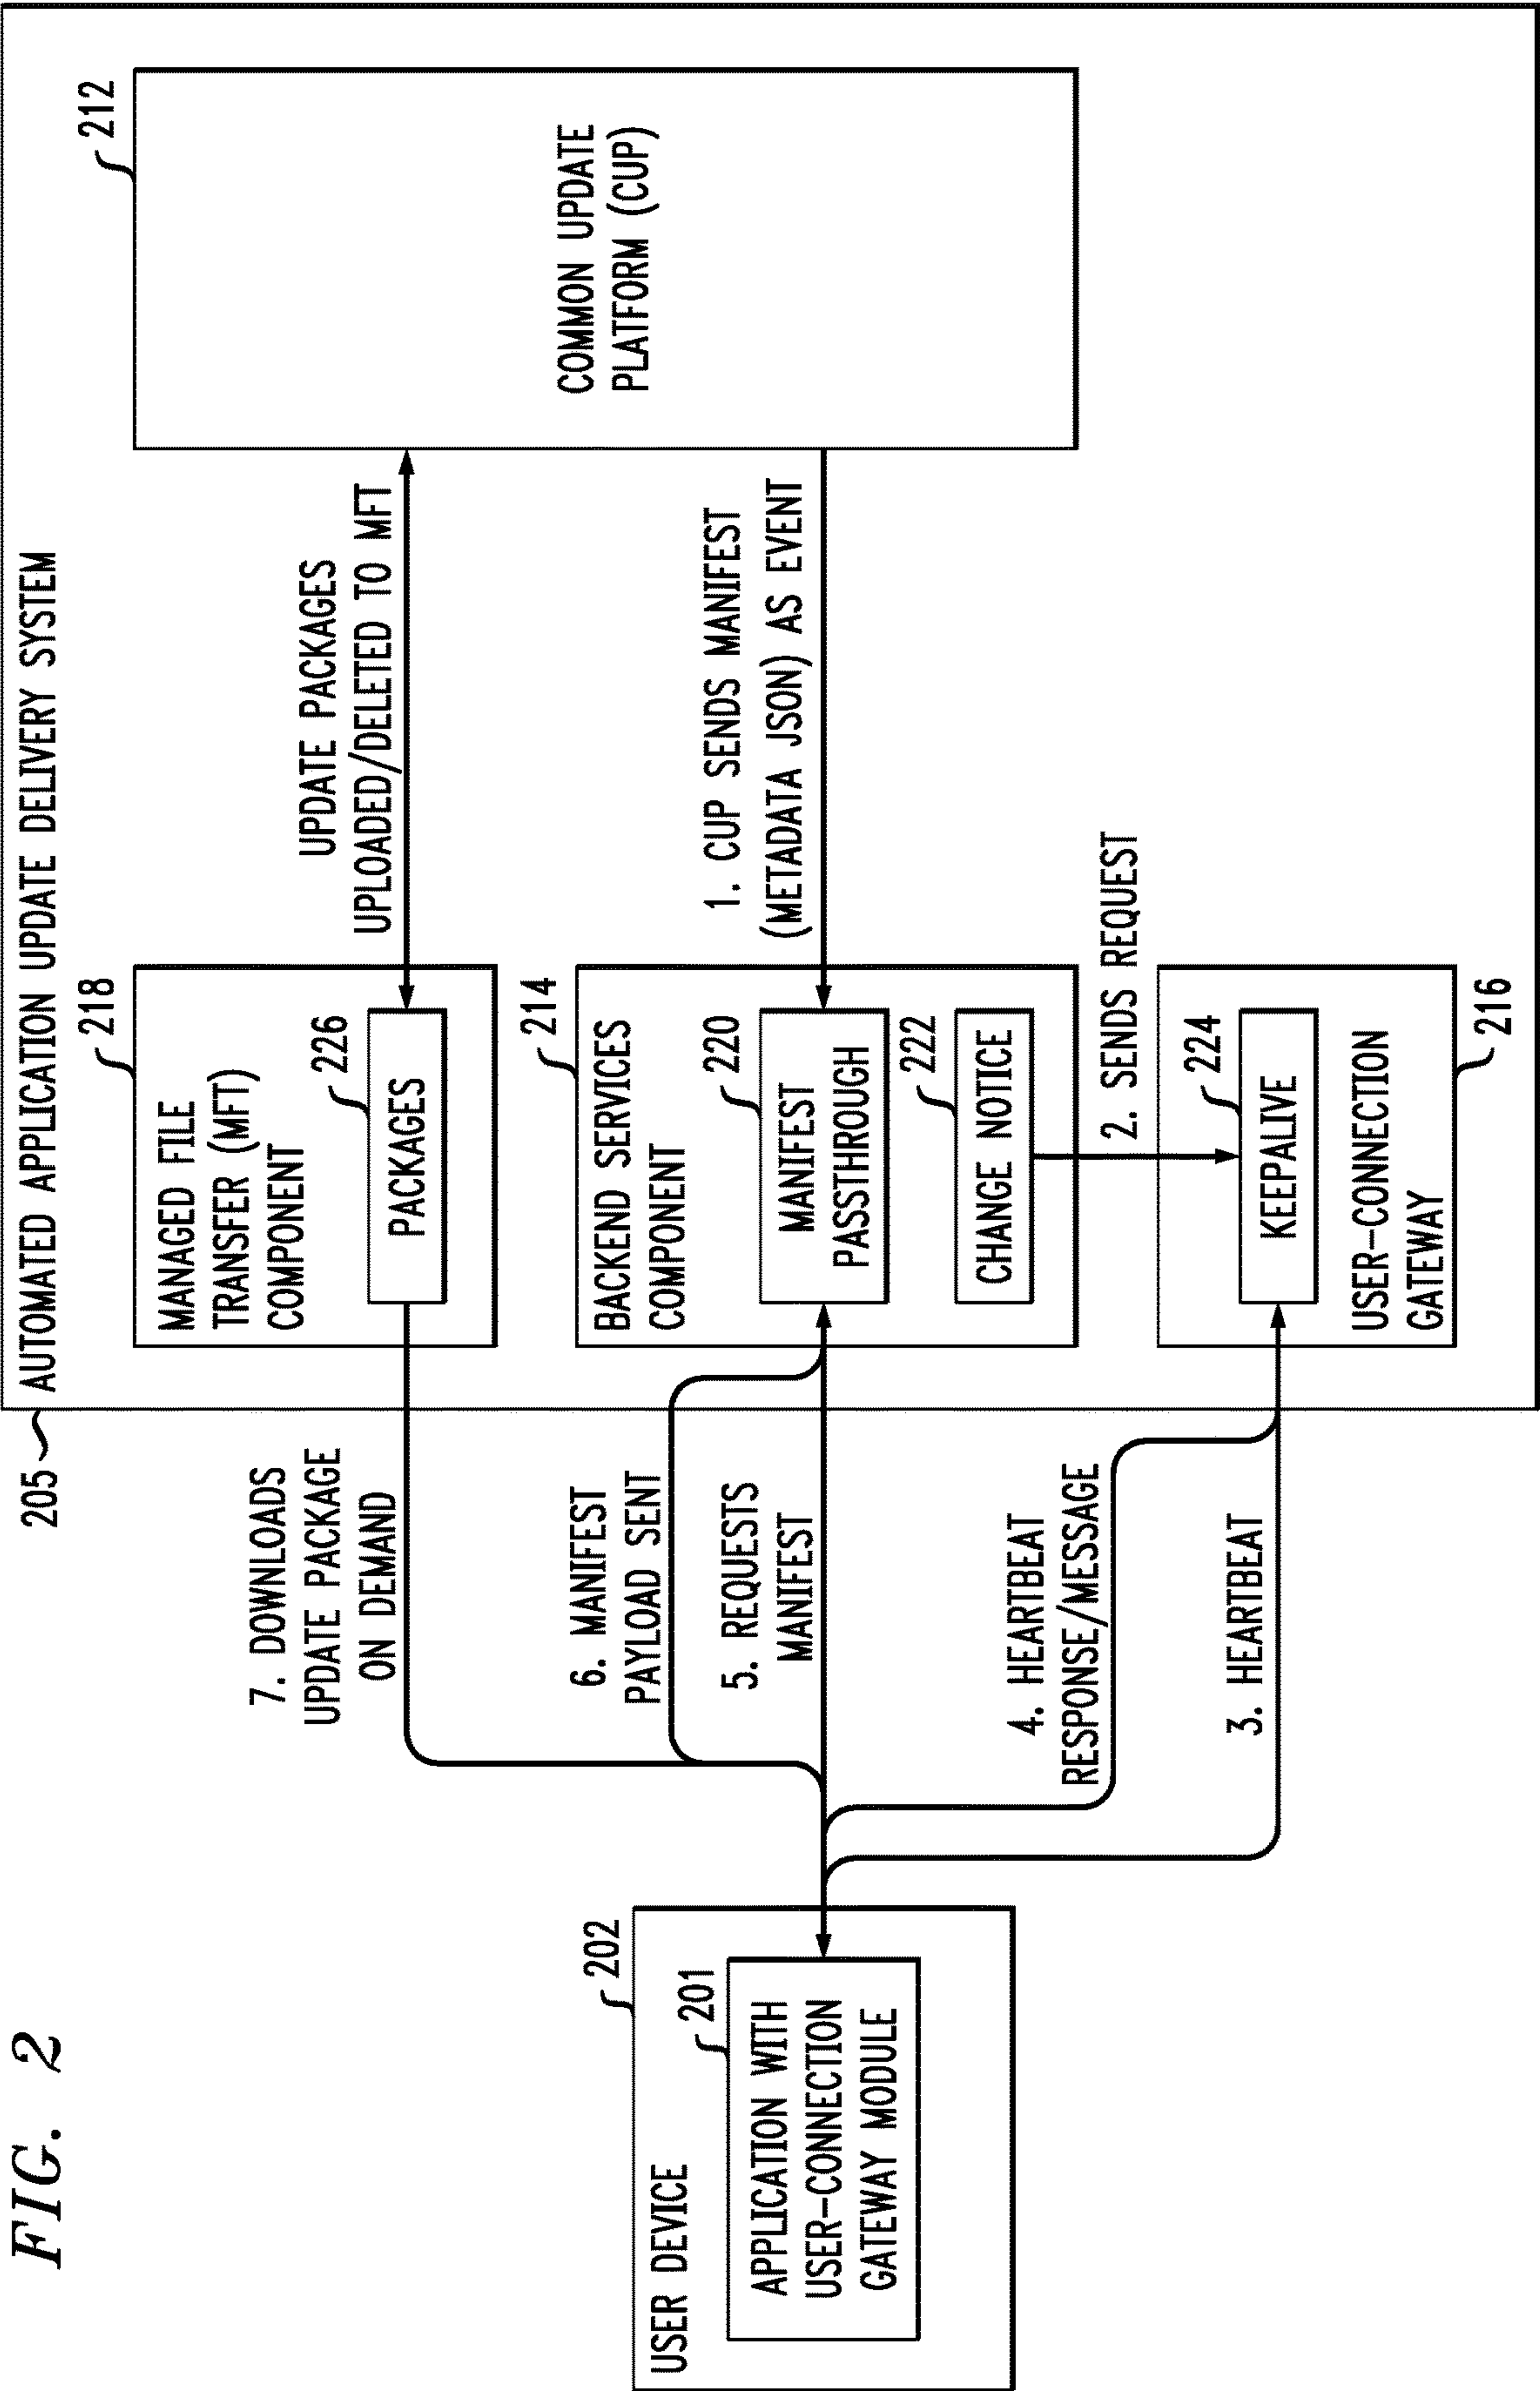 FIG. 2
205
AUTOMATED APPLICATION UPDATE DELIVERY SYSTEM
202
USER DEVICE
201
APPLICATION WITH
USER-CONNECTION
GATEWAY MODULE
7. DOWNLOADS
UPDATE PACKAGE
ON DEMAND
6. MANIFEST
PAYLOAD SENT
5. REQUESTS
MANIFEST
4. HEARTBEAT
RESPONSE/MESSAGE
3. HEARTBEAT
218
MANAGED FILE
TRANSFER (MFT)
COMPONENT
226
PACKAGES
214
BACKEND SERVICES
COMPONENT
220
MANIFEST
PASSTHROUGH
222
CHANGE NOTICE
2. SENDS REQUEST
224
KEEPALIVE
USER-CONNECTION
GATEWAY
216
UPDATE PACKAGES
UPLOADED/DELETED TO MFT
1. CUP SENDS MANIFEST
(METADATA JSON) AS EVENT
212
COMMON UPDATE
PLATFORM (CUP)